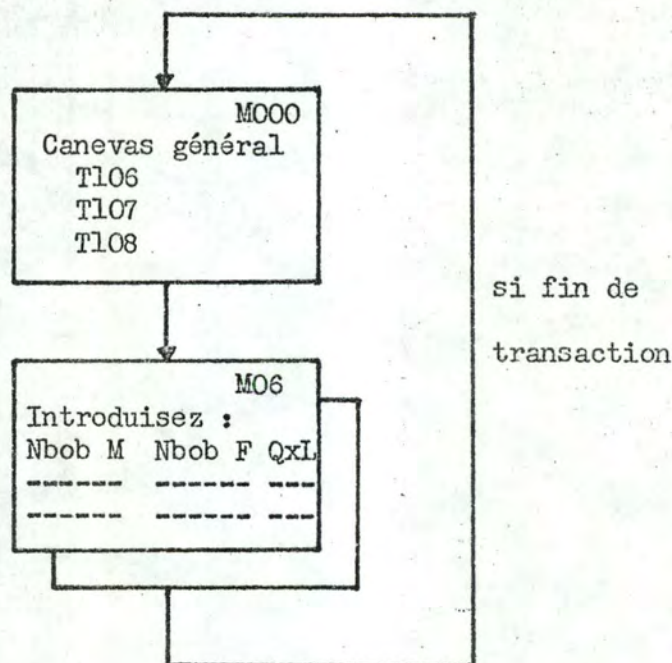 M000
Canevas général
T106
T107
T108
si fin de
transaction
M06
Introduisez :
Nbob M Nbob F QxL
------ ------ ---
------ ------ ---